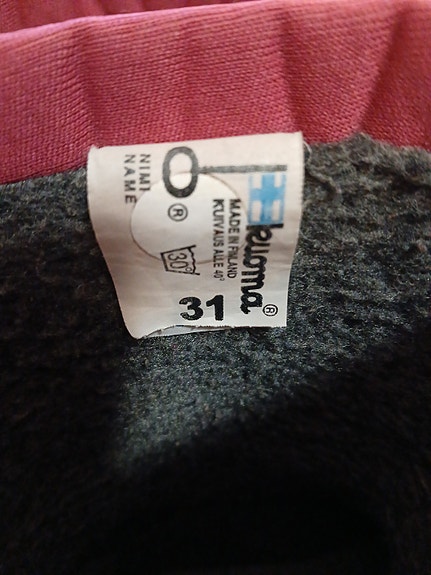 NIMI
NAME
®
kuoma®
MADE IN FINLAND
KUIVAUS ALLE 40°
30°
31